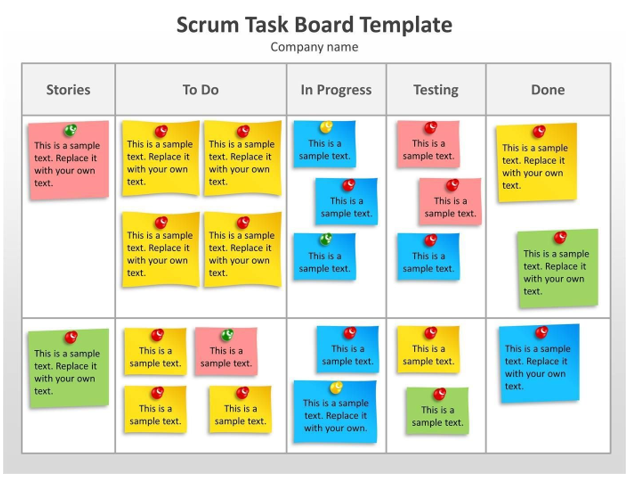 Scrum Task Board Template
Company name
Stories
To Do
In Progress
Testing
Done
This is a sample
text. Replace it
with your own
text.
This is a sample
text. Replace it
with your own
text.
This is a sample
text. Replace it
with your own
text.
This is a sample
text. Replace it
with your own
text.
This is a sample
text. Replace it
with your own
text.
This is a
sample text.
This is a
sample text.
This is a
sample text.
This is a
sample text.
This is a
sample text.
This is a
sample text.
This is a sample
text. Replace it
with your own
text.
This is a sample
text. Replace it
with your own
text.
This is a sample
text. Replace it
with your own
text.
This is a
sample text.
This is a
sample text.
This is a
sample text.
This is a
sample text.
This is a
sample text.
This is a sample
text. Replace it
with your own.
This is a
sample text.
This is a
sample text.
This is a sample
text. Replace it
with your own
text.